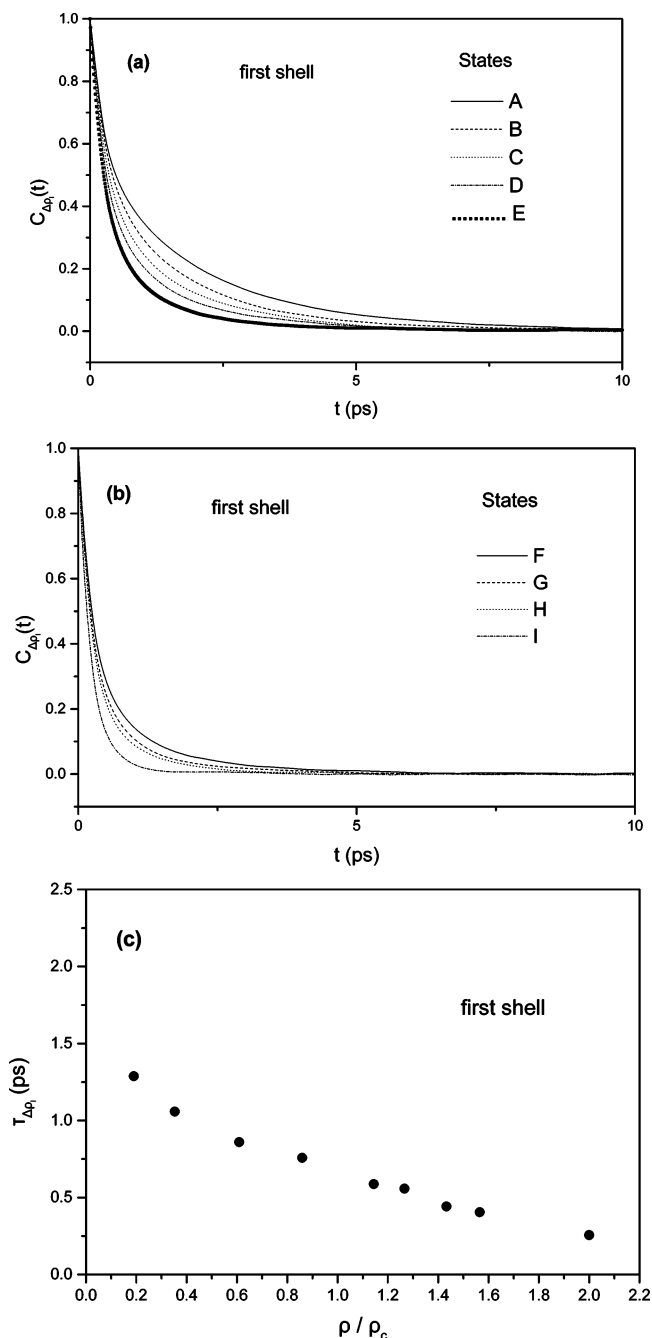 1.0
(a)
first shell
States
0.8
A
B
0.6
C
D
E
0.4
0.2
0.0
C_{Δρ_l}(t)
0
5
10
t (ps)
1.0
(b)
first shell
States
0.8
F
G
0.6
H
I
0.4
0.2
0.0
C_{Δρ_l}(t)
0
5
10
t (ps)
2.5
(c)
2.0
first shell
1.5
1.0
0.5
0.0
τ_{Δρ_l} (ps)
0.0 0.2 0.4 0.6 0.8 1.0 1.2 1.4 1.6 1.8 2.0 2.2
ρ / ρ_c